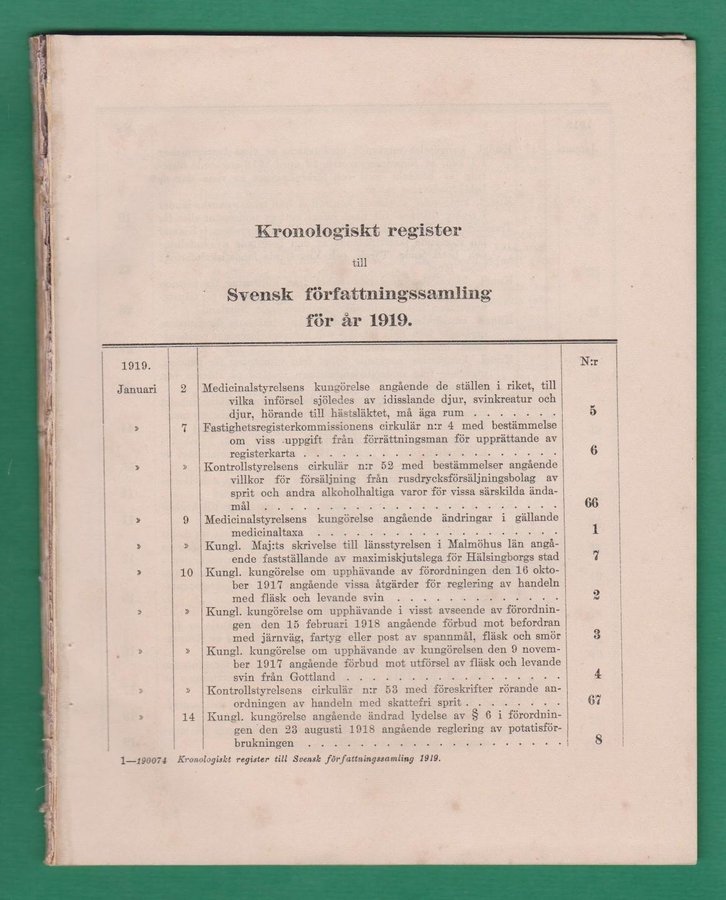 Kronologiskt register
till
Svensk författningssamling
för år 1919.
1919. N:r
Januari 2 Medicinalstyrelsens kungörelse angående de ställen i riket, till
vilka införsel sjöledes av idisslande djur, svinkreatur och
djur, hörande till hästsläktet, må äga rum . . . . . . . 5
» 7 Fastighetsregisterkommissionens cirkulär n:r 4 med bestämmelse
om viss uppgift från förrättningsman för upprättande av
registerkarta . . . . . . . . . . . . . . . . . . . 6
» » Kontrollstyrelsens cirkulär n:r 52 med bestämmelser angående
villkor för försäljning från rusdrycksförsäljningsbolag av
sprit och andra alkoholhaltiga varor för vissa särskilda ända-
mål . . . . . . . . . . . . . . . . . . . . . . 66
» 9 Medicinalstyrelsens kungörelse angående ändringar i gällande
medicinaltaxa . . . . . . . . . . . . . . . . . . 1
» » Kungl. Maj:ts skrivelse till länsstyrelsen i Malmöhus län angå-
ende fastställande av maximiskjutslega för Hälsingborgs stad 7
» 10 Kungl. kungörelse om upphävande av förordningen den 16 okto-
ber 1917 angående vissa åtgärder för reglering av handeln
med fläsk och levande svin . . . . . . . . . . . . 2
» » Kungl. kungörelse om upphävande i visst avseende av förordnin-
gen den 15 februari 1918 angående förbud mot befordran
med järnväg, fartyg eller post av spannmål, fläsk och smör 3
» » Kungl. kungörelse om upphävande av kungörelsen den 9 novem-
ber 1917 angående förbud mot utförsel av fläsk och levande
svin från Gottland . . . . . . . . . . . . . . . . 4
» » Kontrollstyrelsens cirkulär n:r 53 med föreskrifter rörande an-
ordningen av handeln med skattefri sprit . . . . . . . 67
» 14 Kungl. kungörelse angående ändrad lydelse av § 6 i förordnin-
gen den 23 augusti 1918 angående reglering av potatisför-
brukningen . . . . . . . . . . . . . . . . . . . 8
1—190074 Kronologiskt register till Svensk författningssamling 1919.